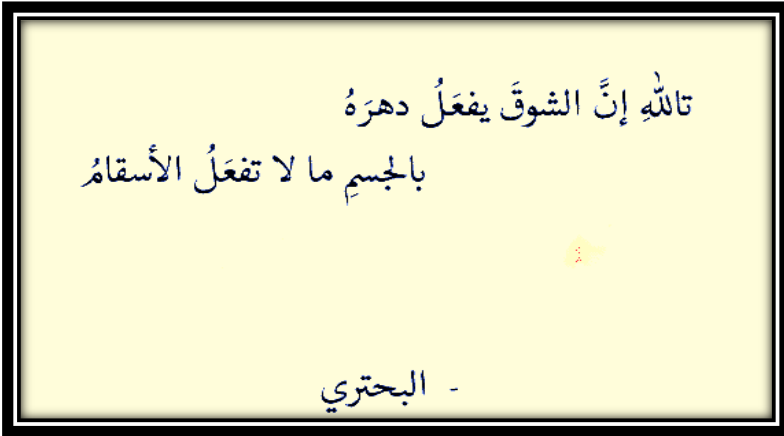 تاللهِ إنَّ الشوقَ يفعَلُ دهرَهُ
بالجسمِ ما لا تفعَلُ الأسقامُ
- البحتري